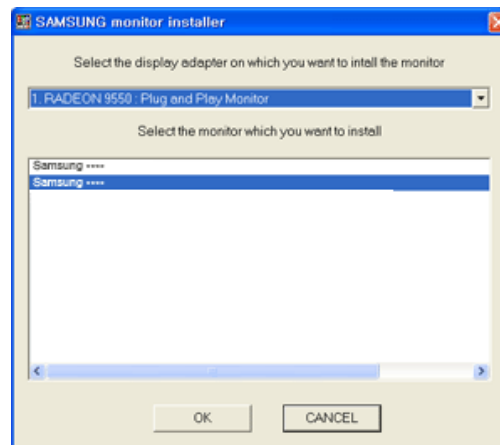 SAMSUNG monitor installer
Select the display adapter on which you want to intall the monitor
1. RADEON 9550 : Plug and Play Monitor
Select the monitor which you want to install
Samsung ----
Samsung ----
OK
CANCEL